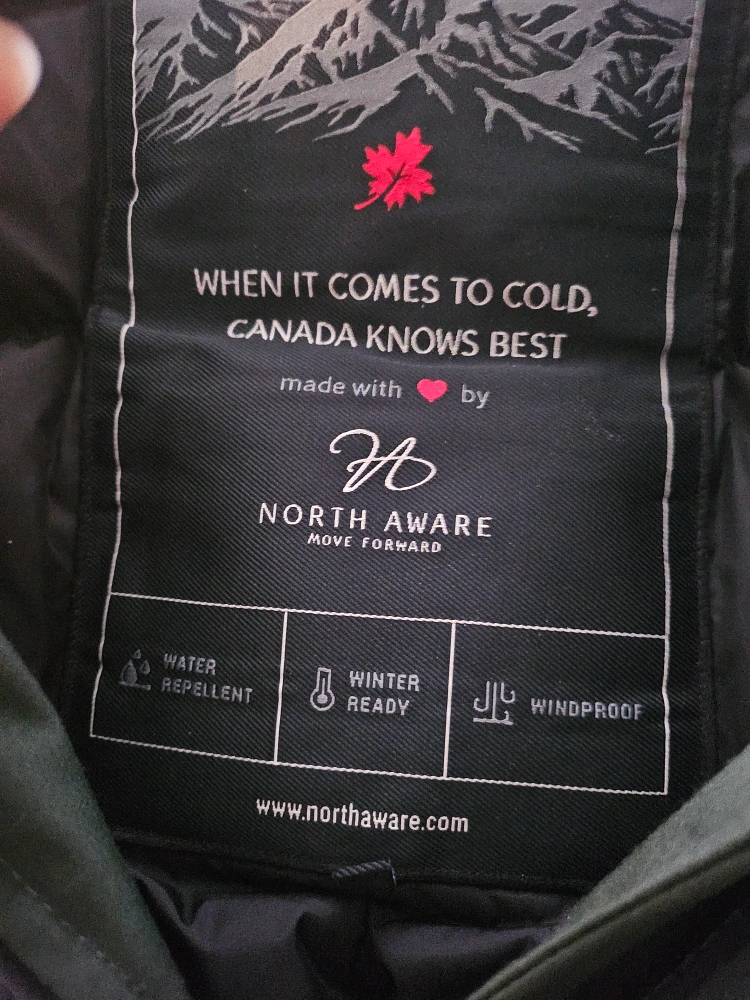 WHEN IT COMES TO COLD,
CANADA KNOWS BEST
made with ❤ by
NORTH AWARE
MOVE FORWARD
WATER
REPELLENT
WINTER
READY
WINDPROOF
www.northaware.com